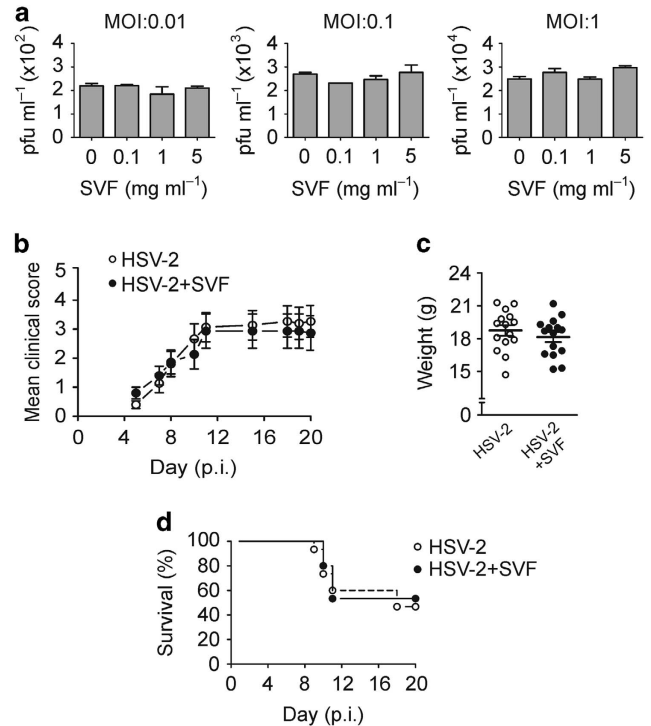 a
MOI:0.01
MOI:0.1
MOI:1
pfu ml⁻¹ (x10²)
4
3
2
1
0
0 0.1 1 5
SVF (mg ml⁻¹)
pfu ml⁻¹ (x10³)
4
3
2
1
0
0 0.1 1 5
SVF (mg ml⁻¹)
pfu ml⁻¹ (x10⁴)
4
3
2
1
0
0 0.1 1 5
SVF (mg ml⁻¹)
b
HSV-2
HSV-2+SVF
Mean clinical score
5
4
3
2
1
0
0 4 8 12 16 20
Day (p.i.)
c
Weight (g)
24
21
18
15
0
HSV-2
HSV-2
+SVF
d
HSV-2
HSV-2+SVF
Survival (%)
100
80
60
40
20
0
0 4 8 12 16 20
Day (p.i.)